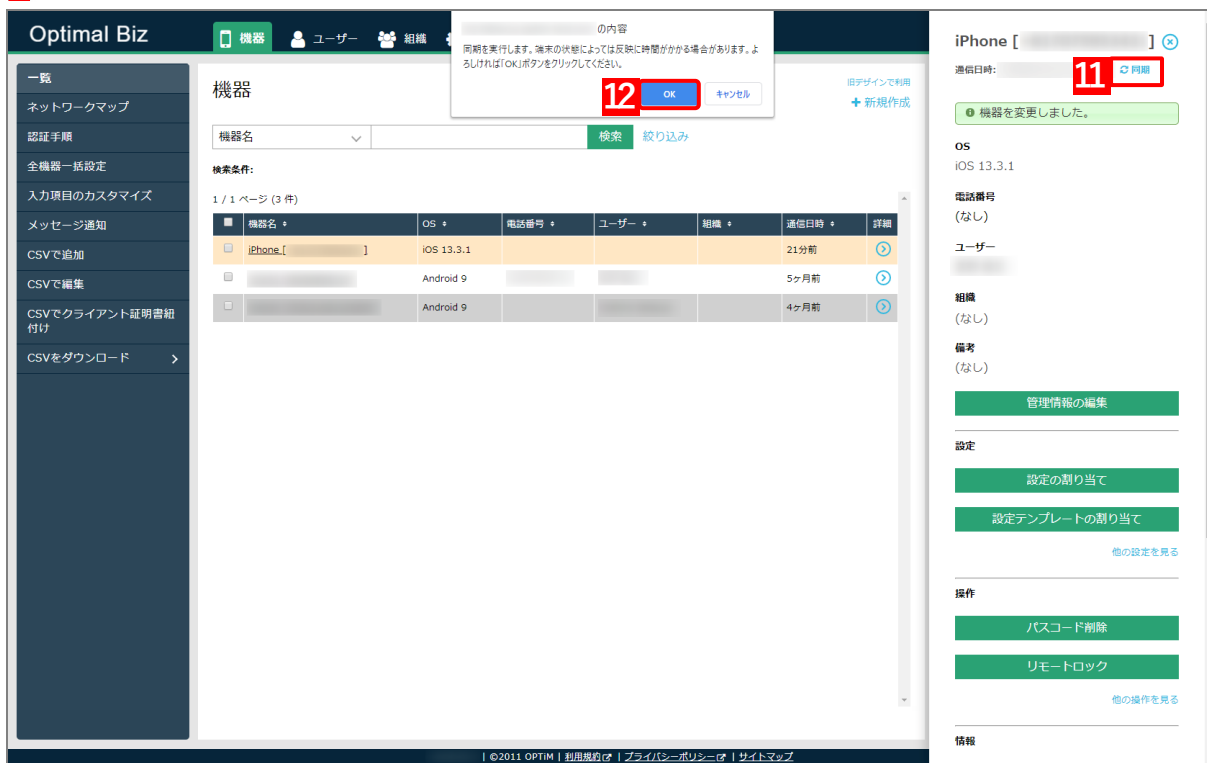 Optimal Biz
機器
ユーザー
組織
の内容
同期を実行します。端末の状態によっては反映に時間がかかる場合があります。よ
ろしければ「OK」ボタンをクリックしてください。
12
OK
キャンセル
一覧
ネットワークマップ
認証手順
全機器一括設定
入力項目のカスタマイズ
メッセージ通知
CSVで追加
CSVで編集
CSVでクライアント証明書紐
付け
CSVをダウンロード
機器
旧デザインで利用
+ 新規作成
機器名
検索
絞り込み
検索条件:
1 / 1 ページ (3 件)
機器名 OS 電話番号 ユーザー 組織 通信日時 詳細
iPhone [ ] iOS 13.3.1 21分前
Android 9 5ヶ月前
Android 9 4ヶ月前
iPhone [ ]
通信日時:
11
同期
機器を変更しました。
OS
iOS 13.3.1
電話番号
(なし)
ユーザー
組織
(なし)
備考
(なし)
管理情報の編集
設定
設定の割り当て
設定テンプレートの割り当て
他の設定を見る
操作
パスコード削除
リモートロック
他の操作を見る
情報
| ©2011 OPTiM | 利用規約 | プライバシーポリシー | サイトマップ